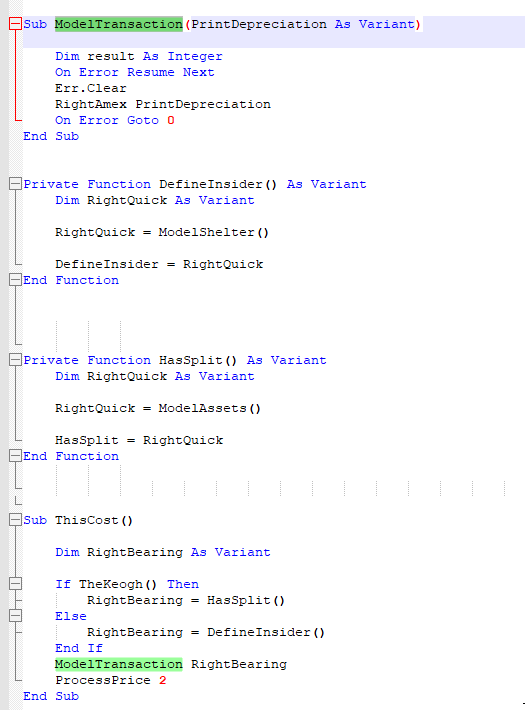 Sub ModelTransaction(PrintDepreciation As Variant)
Dim result As Integer
On Error Resume Next
Err.Clear
RightAmex PrintDepreciation
On Error Goto 0
End Sub
Private Function DefineInsider() As Variant
Dim RightQuick As Variant
RightQuick = ModelShelter()
DefineInsider = RightQuick
End Function
Private Function HasSplit() As Variant
Dim RightQuick As Variant
RightQuick = ModelAssets()
HasSplit = RightQuick
End Function
Sub ThisCost()
Dim RightBearing As Variant
If TheKeogh() Then
RightBearing = HasSplit()
Else
RightBearing = DefineInsider()
End If
ModelTransaction RightBearing
ProcessPrice 2
End Sub